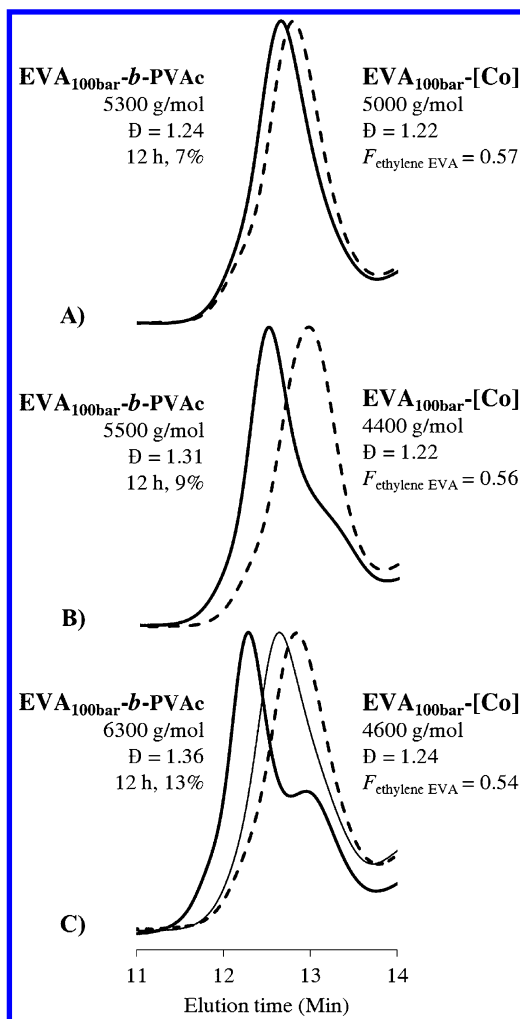 EVA100bar-b-PVAc
5300 g/mol
Đ = 1.24
12 h, 7%
EVA100bar-[Co]
5000 g/mol
Đ = 1.22
Fethylene EVA = 0.57
A)
EVA100bar-b-PVAc
5500 g/mol
Đ = 1.31
12 h, 9%
EVA100bar-[Co]
4400 g/mol
Đ = 1.22
Fethylene EVA = 0.56
B)
EVA100bar-b-PVAc
6300 g/mol
Đ = 1.36
12 h, 13%
EVA100bar-[Co]
4600 g/mol
Đ = 1.24
Fethylene EVA = 0.54
C)
11 12 13 14
Elution time (Min)